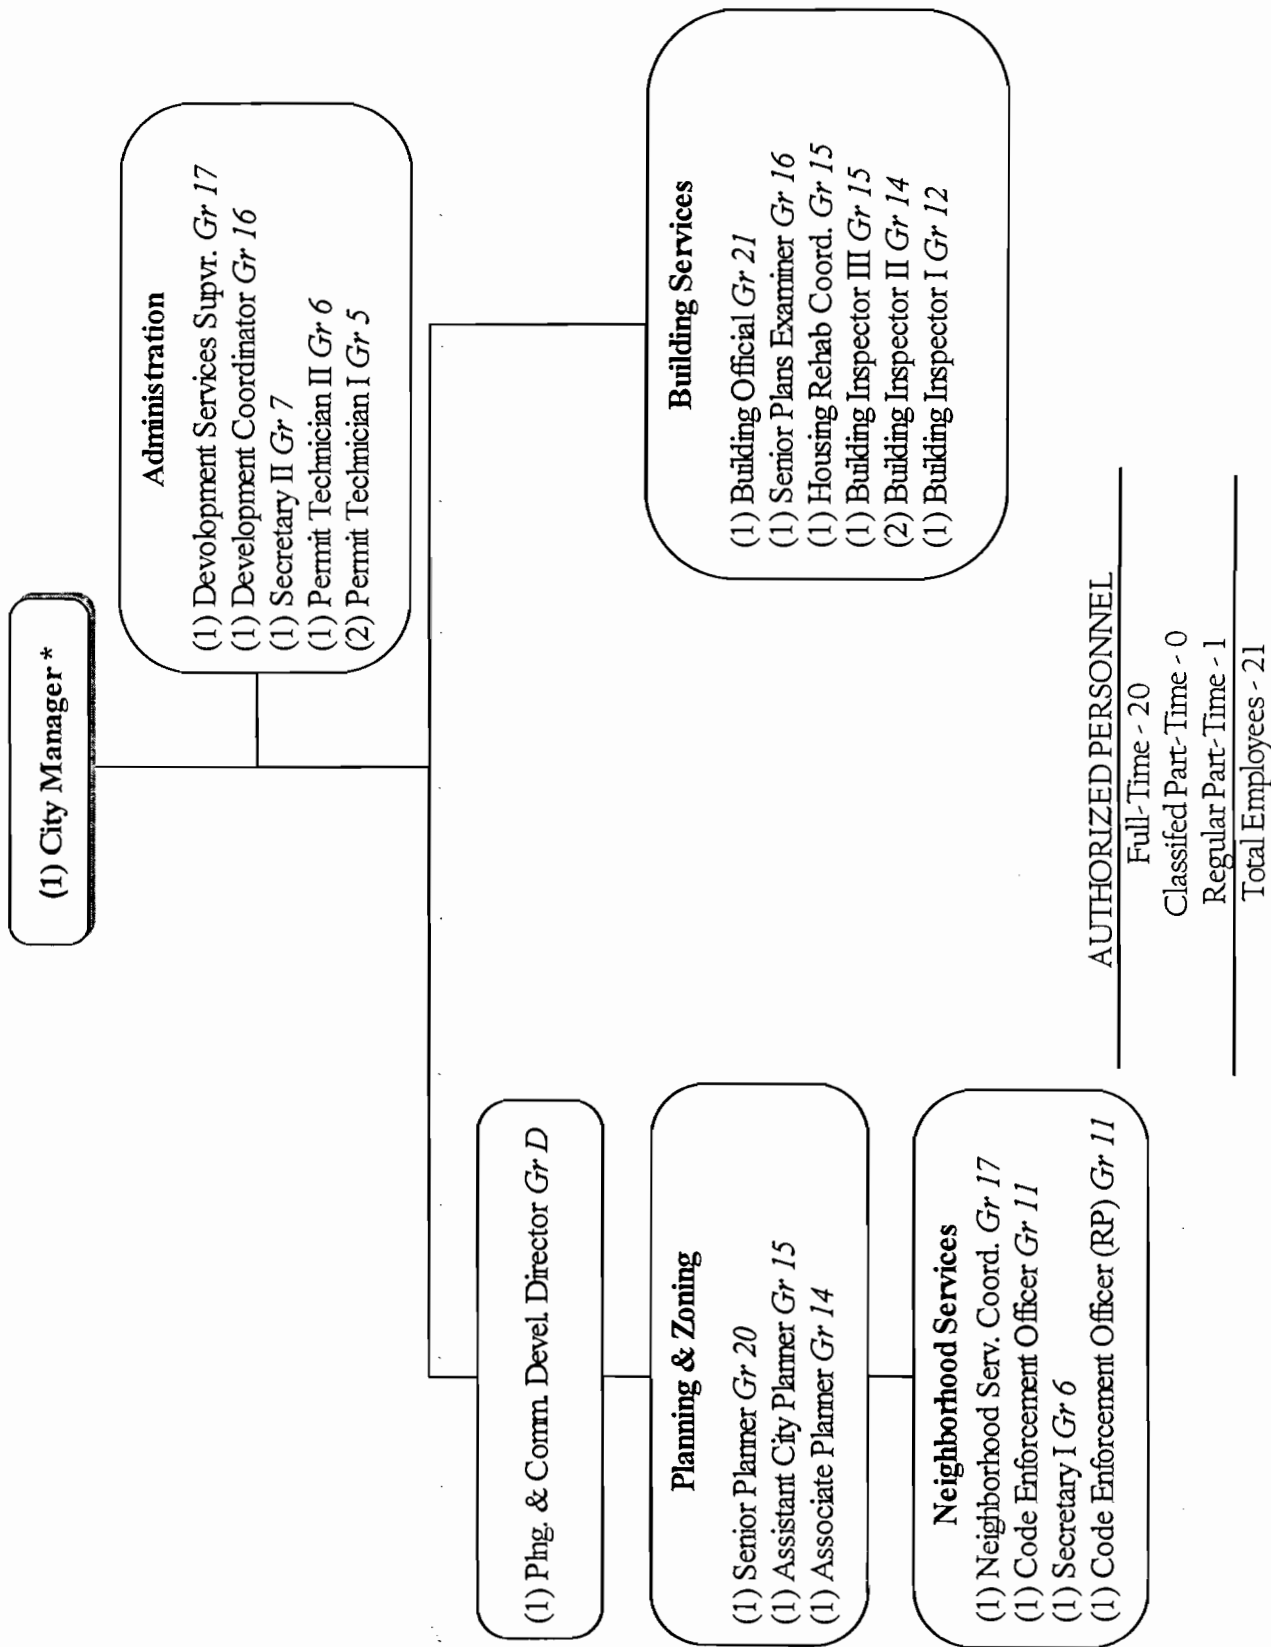 (1) City Manager *
Administration
(1) Devolopment Services Supvr. Gr 17
(1) Development Coordinator Gr 16
(1) Secretary II Gr 7
(1) Permit Technician II Gr 6
(2) Permit Technician I Gr 5
(1) Plng. & Comm. Devel. Director Gr D
Planning & Zoning
(1) Senior Planner Gr 20
(1) Assistant City Planner Gr 15
(1) Associate Planner Gr 14
Neighborhood Services
(1) Neighborhood Serv. Coord. Gr 17
(1) Code Enforcement Officer Gr 11
(1) Secretary I Gr 6
(1) Code Enforcement Officer (RP) Gr 11
Building Services
(1) Building Official Gr 21
(1) Senior Plans Examiner Gr 16
(1) Housing Rehab Coord. Gr 15
(1) Building Inspector III Gr 15
(2) Building Inspector II Gr 14
(1) Building Inspector I Gr 12
AUTHORIZED PERSONNEL
Full-Time - 20
Classifed Part-Time - 0
Regular Part-Time - 1
Total Employees - 21